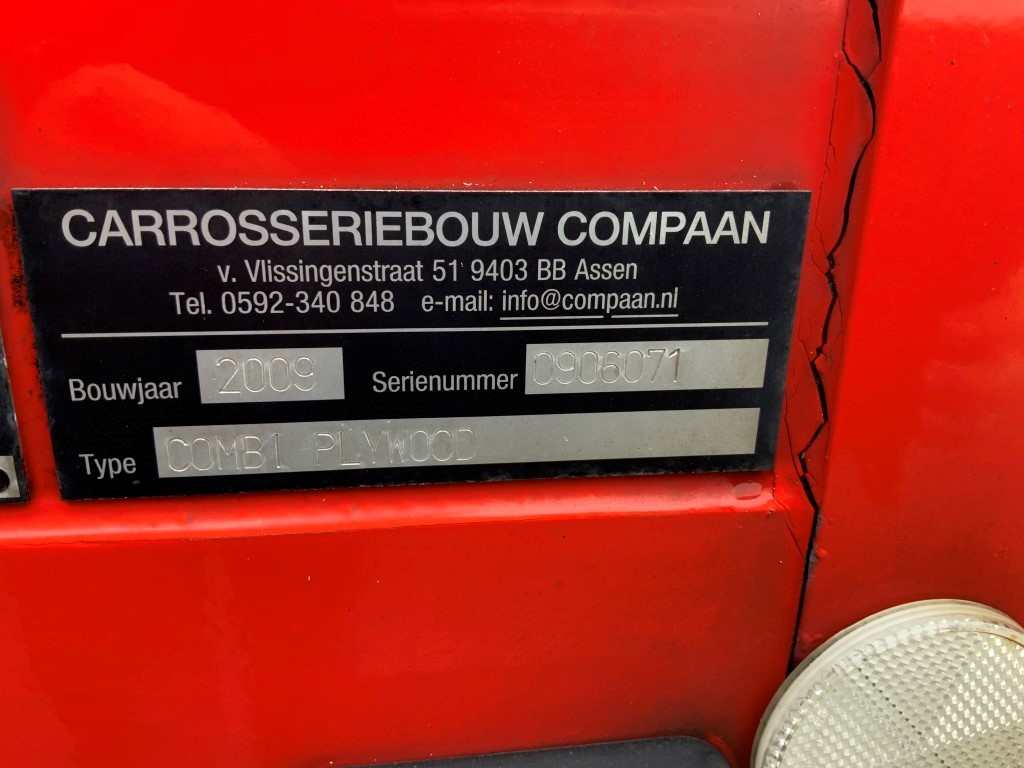 CARROSSERIEBOUW COMPAAN
v. Vlissingenstraat 51 9403 BB Assen
Tel. 0592-340 848 e-mail: info@compaan.nl
Bouwjaar 2009 Serienummer 0906071
Type COMBI PLYWOOD